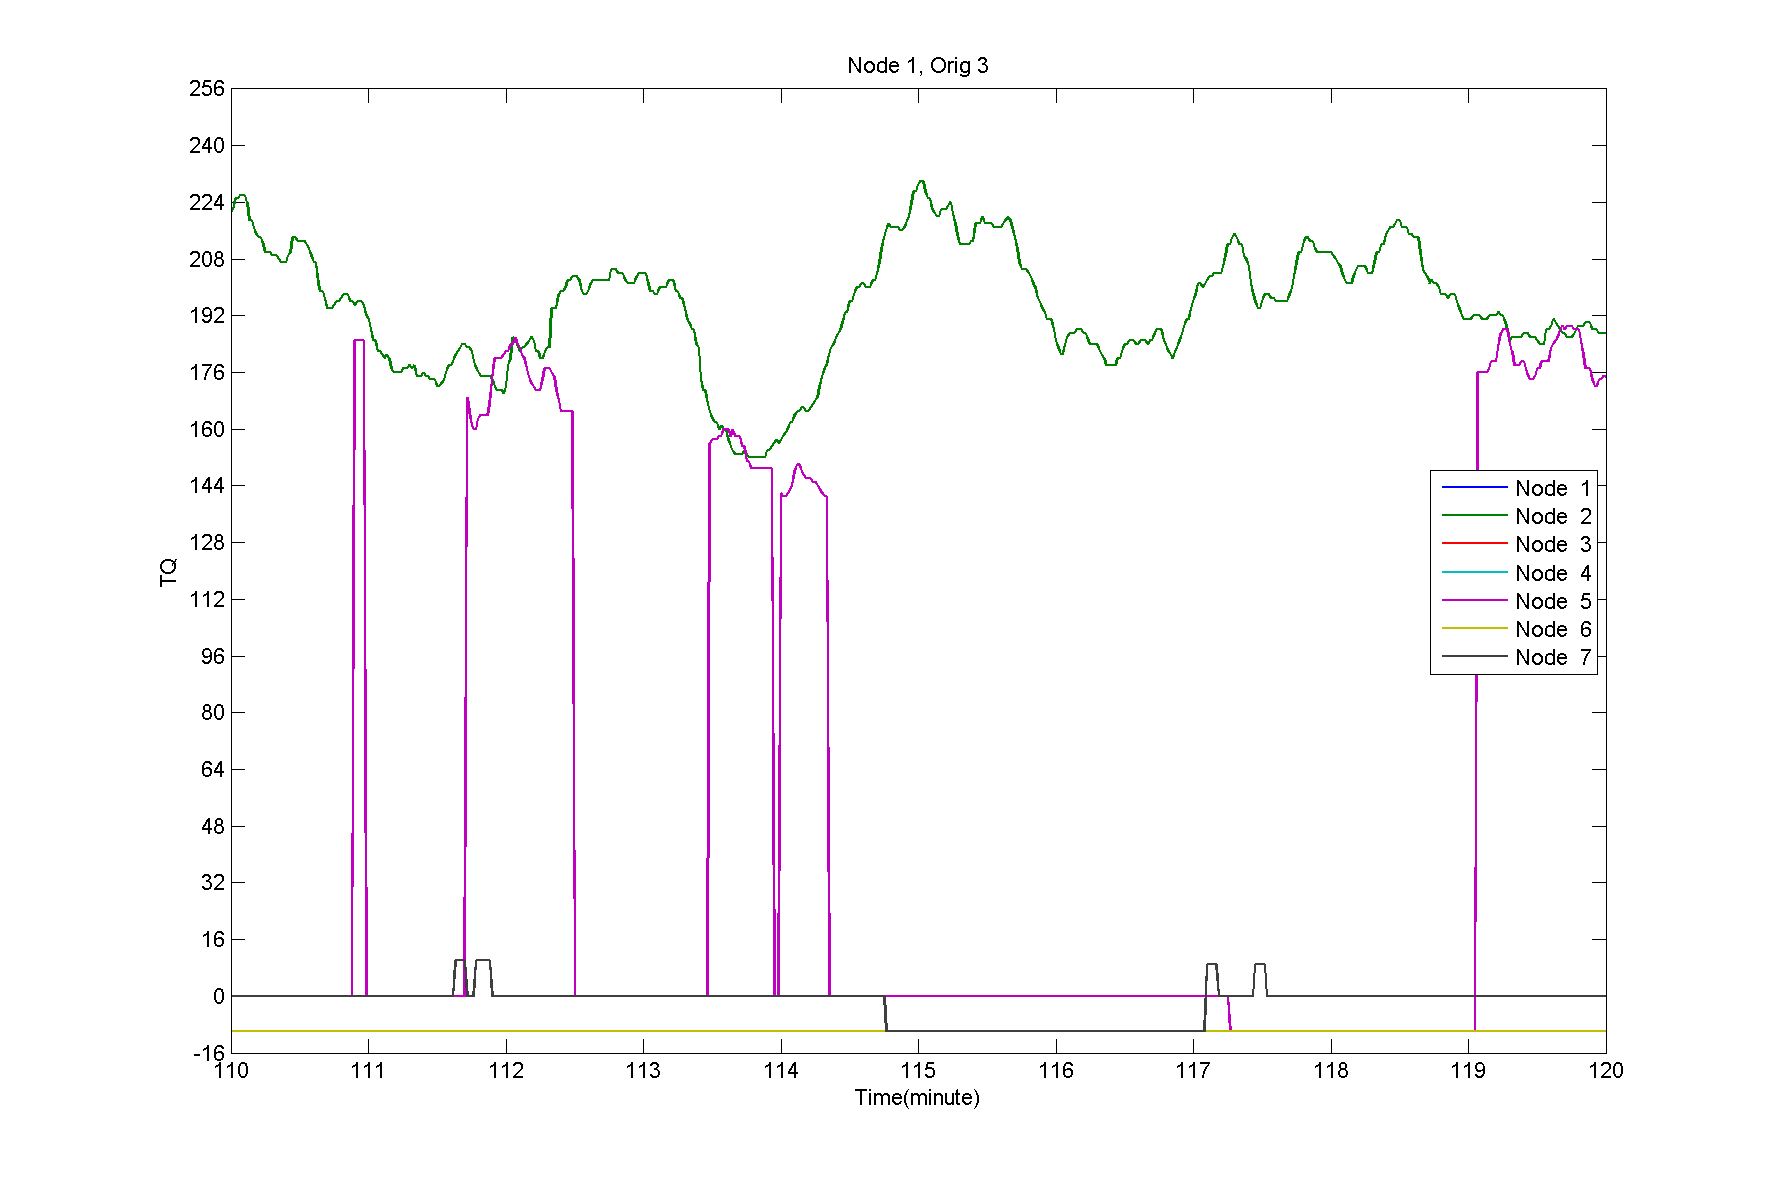 Node 1, Orig 3
256
240
224
208
192
176
160
144
128
112
96
80
64
48
32
16
0
-16
TQ
Node 1
Node 2
Node 3
Node 4
Node 5
Node 6
Node 7
110 111 112 113 114 115 116 117 118 119 120
Time(minute)